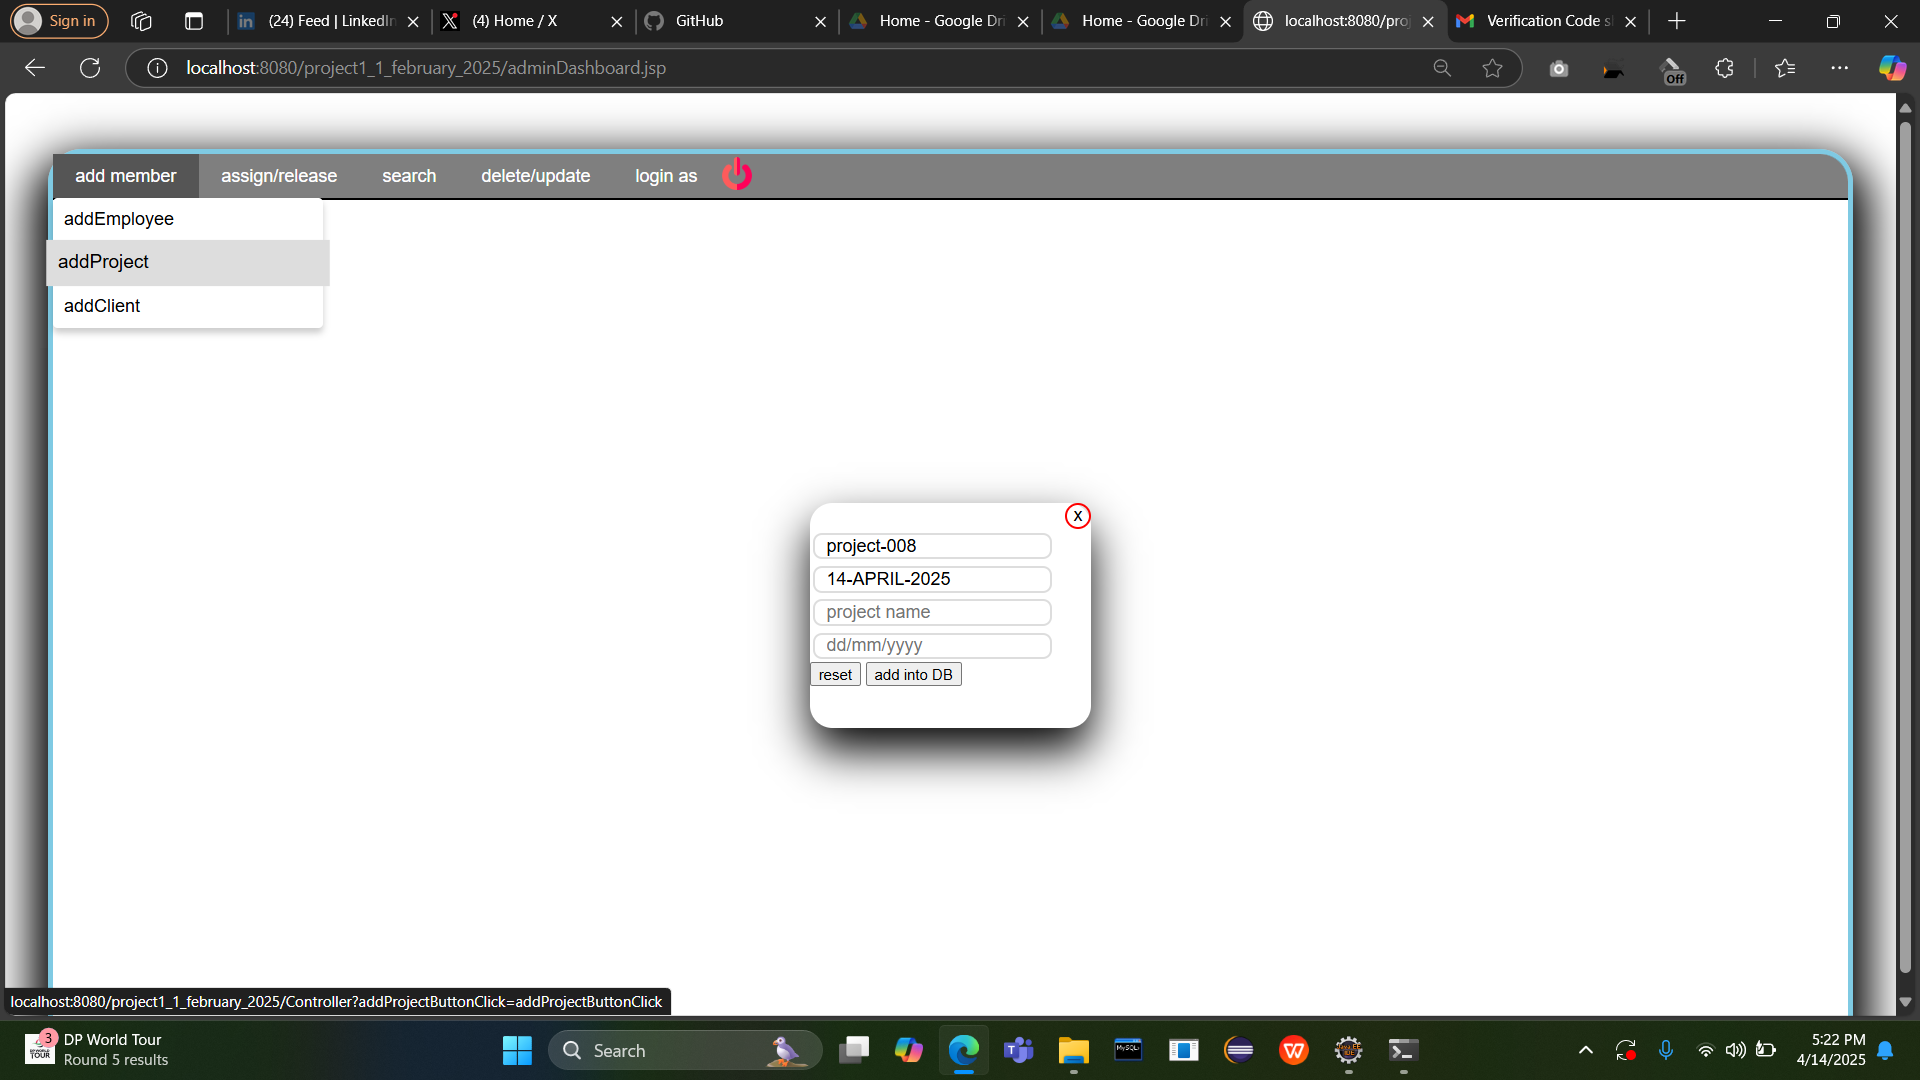 Sign in
(24) Feed | LinkedIn
(4) Home / X
GitHub
Home - Google Dri
Home - Google Dri
localhost:8080/proj
Verification Code s
localhost:8080/project1_1_february_2025/adminDashboard.jsp
Off
add member
assign/release
search
delete/update
login as
addEmployee
addProject
addClient
X
project-008
14-APRIL-2025
project name
dd/mm/yyyy
reset
add into DB
localhost:8080/project1_1_february_2025/Controller?addProjectButtonClick=addProjectButtonClick
3
DP World Tour
Round 5 results
Search
MySQL
5:22 PM
4/14/2025